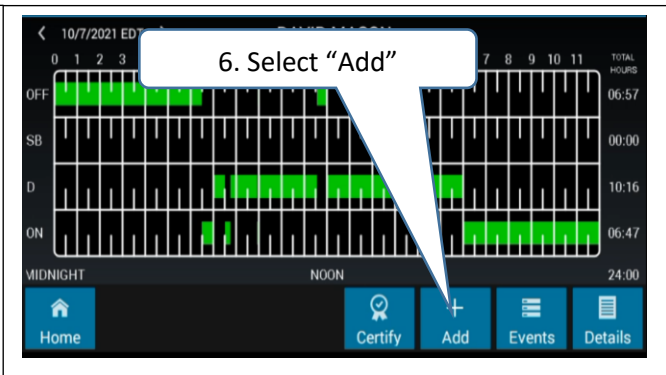 10/7/2021 EDT
6. Select “Add”
0 1 2 3 7 8 9 10 11 TOTAL HOURS
OFF 06:57
SB 00:00
D 10:16
ON 06:47
MIDNIGHT NOON 24:00
Home Certify Add Events Details